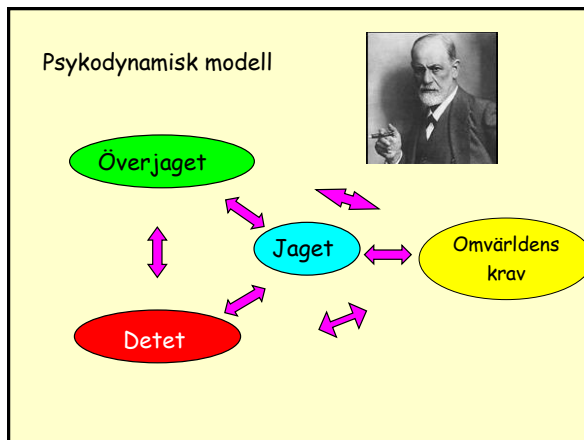 Psykodynamisk modell
Överjaget
Jaget
Omvärldens
krav
Detet